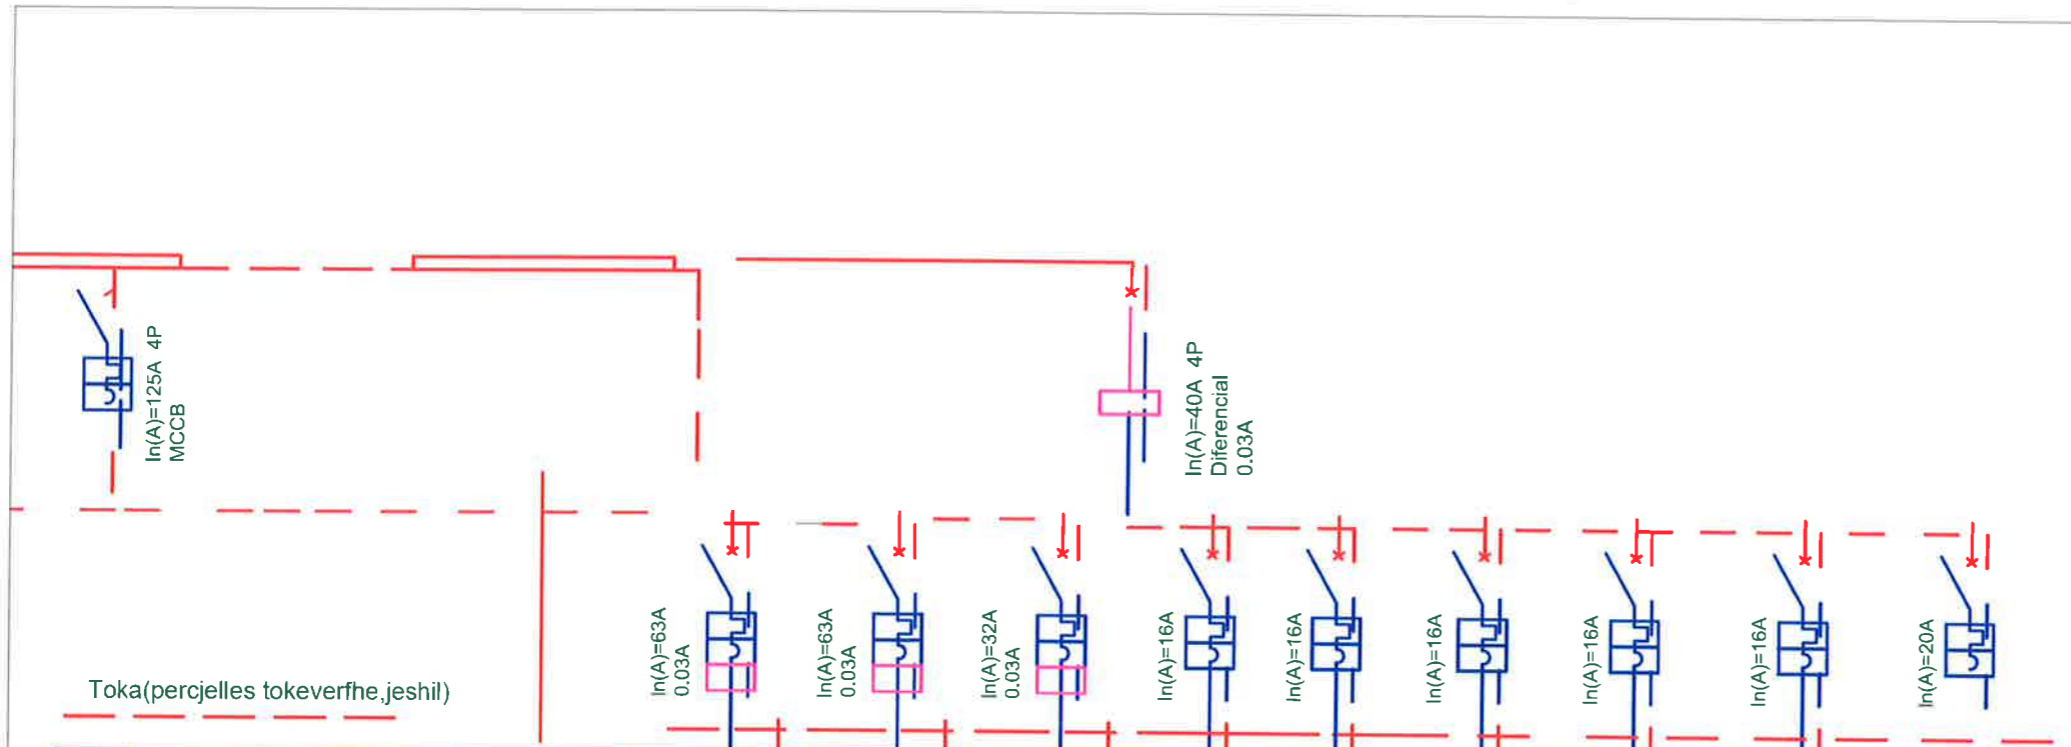 In(A)=125A 4P
MCCB
In(A)=40A 4P
Diferencial
0.03A
In(A)=63A
0.03A
In(A)=63A
0.03A
In(A)=32A
0.03A
In(A)=16A
In(A)=16A
In(A)=16A
In(A)=16A
In(A)=16A
In(A)=20A
Toka(percjelles tokeverfhe,jeshil)